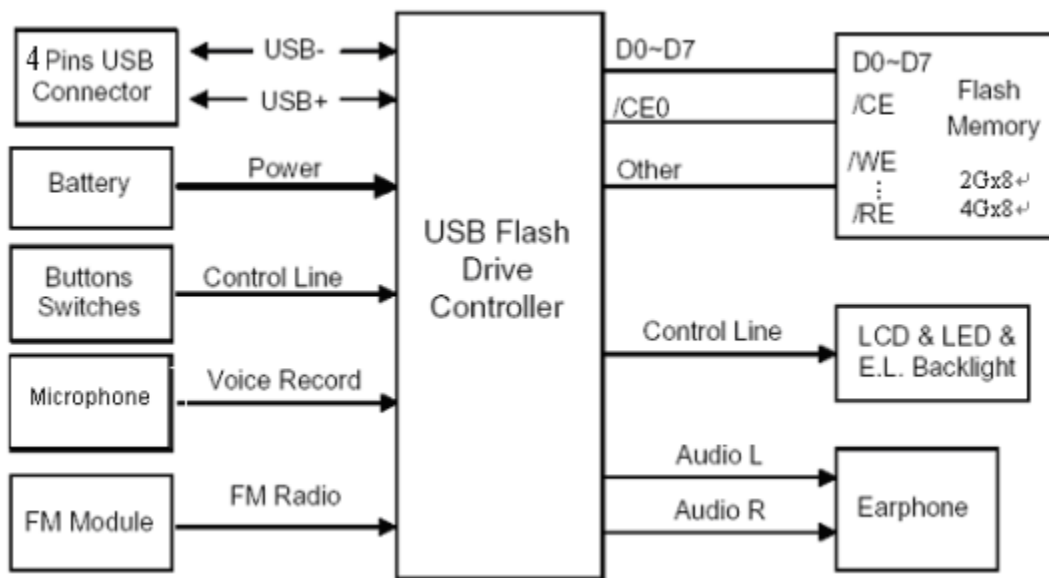 4 Pins USB
Connector
USB-
USB+
Battery
Power
Buttons
Switches
Control Line
Microphone
Voice Record
FM Module
FM Radio
USB Flash
Drive
Controller
D0~D7
/CE0
Other
D0~D7
/CE
/WE
/RE
Flash
Memory
2Gx8↵
4Gx8↵
Control Line
LCD & LED &
E.L. Backlight
Audio L
Audio R
Earphone